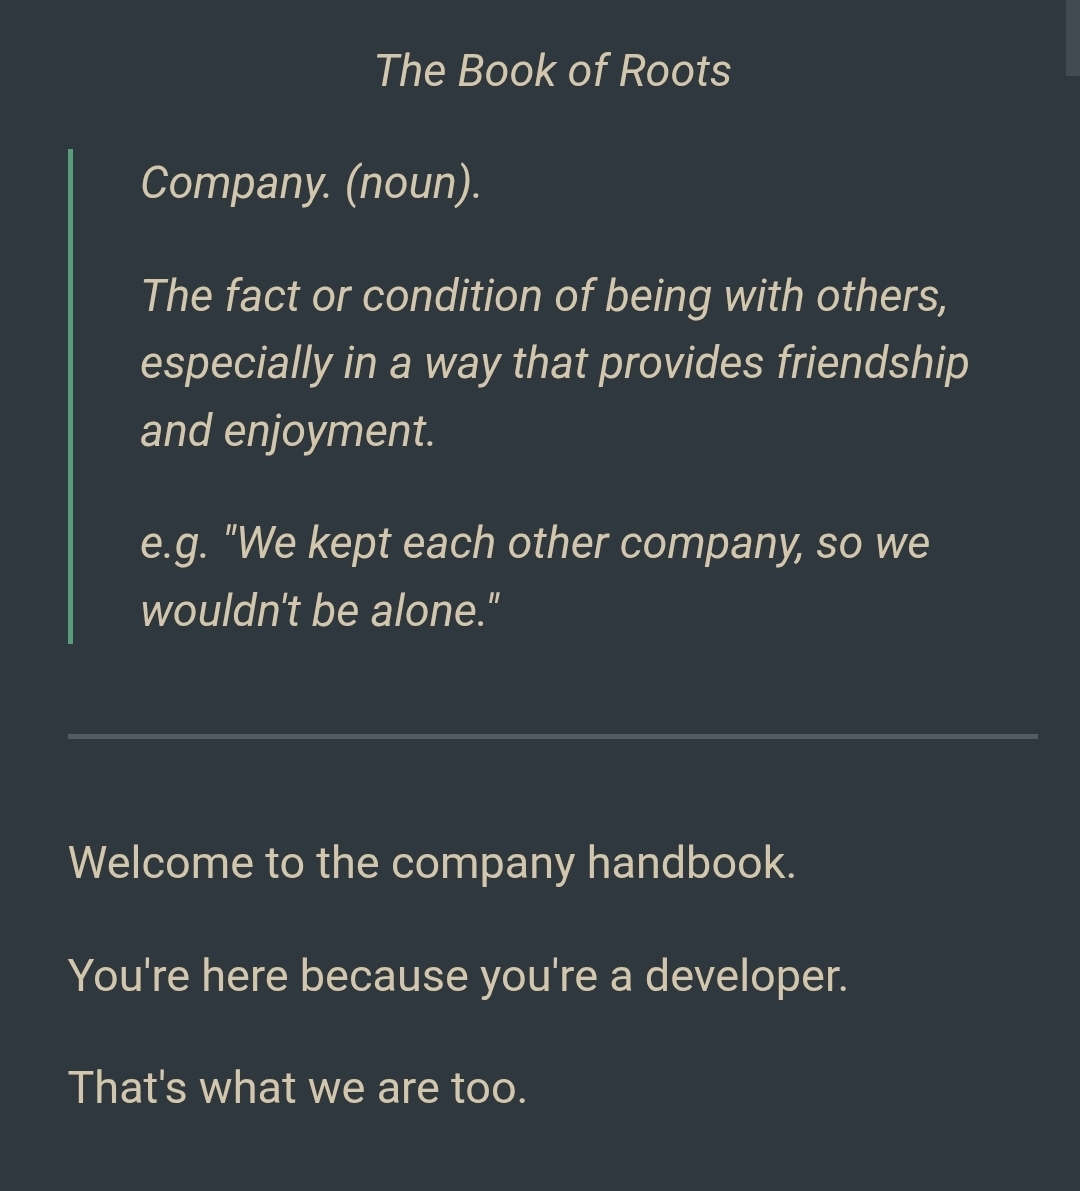 The Book of Roots
Company. (noun).
The fact or condition of being with others,
especially in a way that provides friendship
and enjoyment.
e.g. "We kept each other company, so we
wouldn't be alone."
Welcome to the company handbook.
You're here because you're a developer.
That's what we are too.